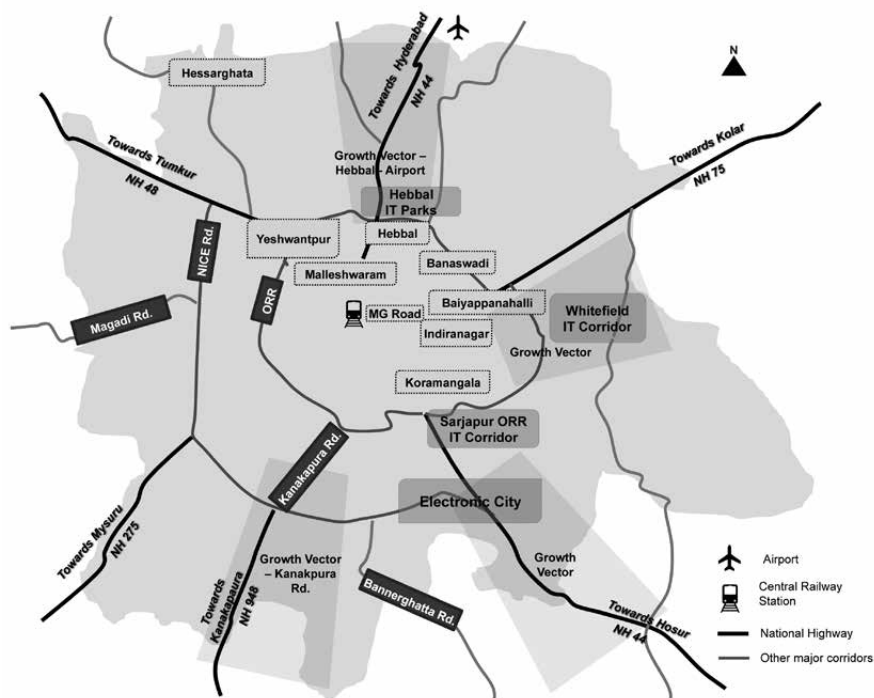 Hessarghata
Towards Hyderabad
NH 44
N
Towards Tumkur
NH 48
Towards Kolar
NH 75
Growth Vector –
Hebbal - Airport
Hebbal
IT Parks
NICE Rd.
Yeshwantpur
Hebbal
Malleshwaram
Banaswadi
ORR
Magadi Rd.
MG Road
Baiyappanahalli
Indiranagar
Whitefield
IT Corridor
Growth Vector
Koramangala
Sarjapur ORR
IT Corridor
Kanakapura Rd.
Electronic City
Towards Mysuru
NH 275
Growth Vector
– Kanakpura
Rd.
Towards
Kanakapaura
NH 948
Bannerghatta Rd.
Growth
Vector
Towards Hosur
NH 44
Airport
Central Railway
Station
National Highway
Other major corridors